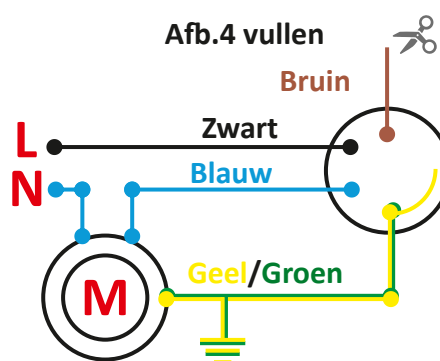 Afb.4 vullen
Bruin
Zwart
L
Blauw
N
Geel/Groen
M